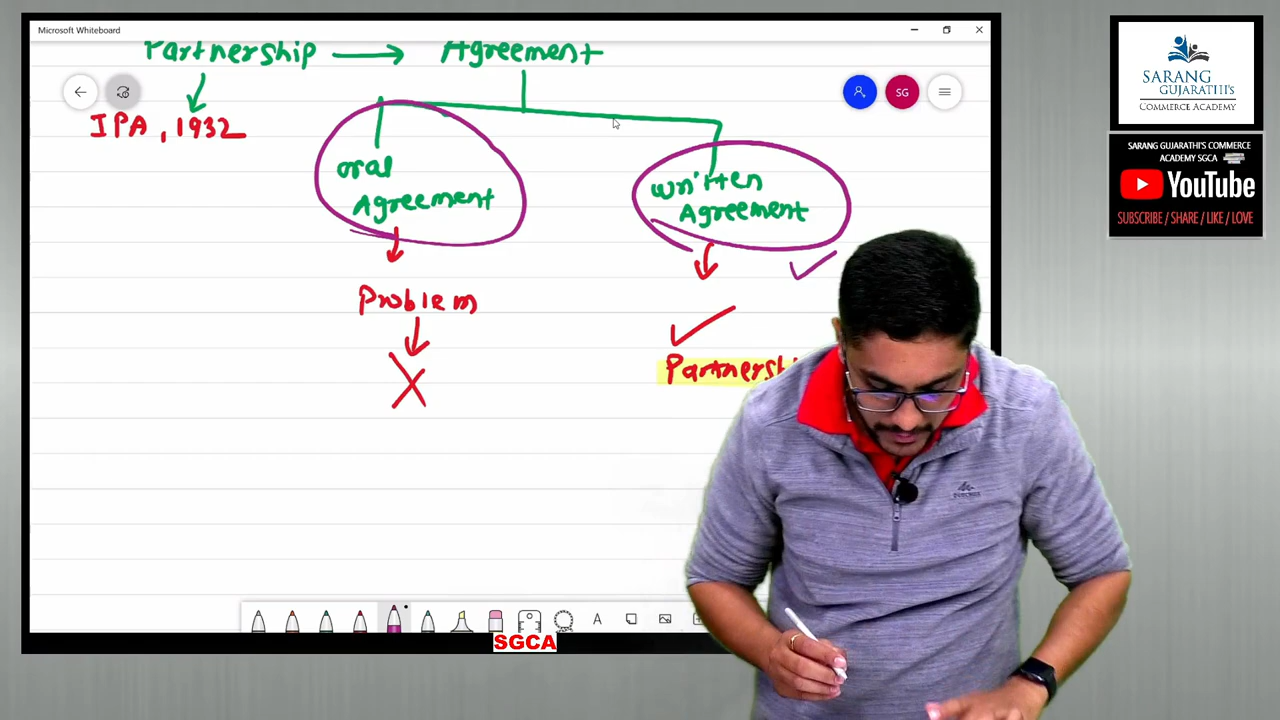 Microsoft Whiteboard
Partnership → Agreement
IPA, 1932
SG
oral
Agreement
written
Agreement
Problem
X
SGCA
SARANG
GUJARATHI'S
COMMERCE ACADEMY
SARANG GUJARATHI'S COMMERCE
ACADEMY SGCA
YouTube
SUBSCRIBE / SHARE / LIKE / LOVE